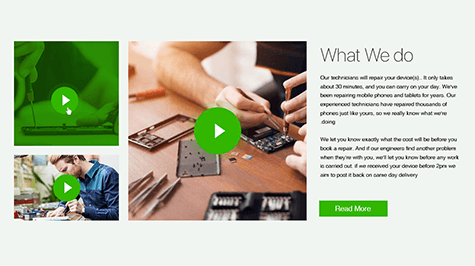 What We do
Our technicians will repair your device(s).. It only takes
about 30 minutes, and you can carry on your day. We've
been repairing mobile phones and tablets for years. Our
experienced technicians have repaired thousands of
phones just like yours, so we really know what we're
.doing
We let you know exactly what the cost will be before you
book a repair. And if our engineers find another problem
when they're with you, we'll let you know before any work
is carried out. if we received your device before 2pm we
aim to post it back on same day delivery
Read More